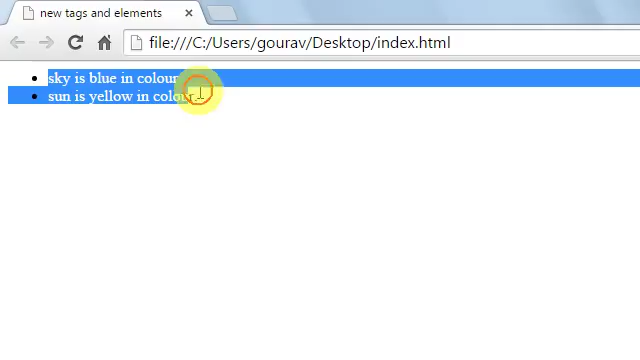 new tags and elements
file:///C:/Users/gourav/Desktop/index.html
sky is blue in colour
sun is yellow in colour.